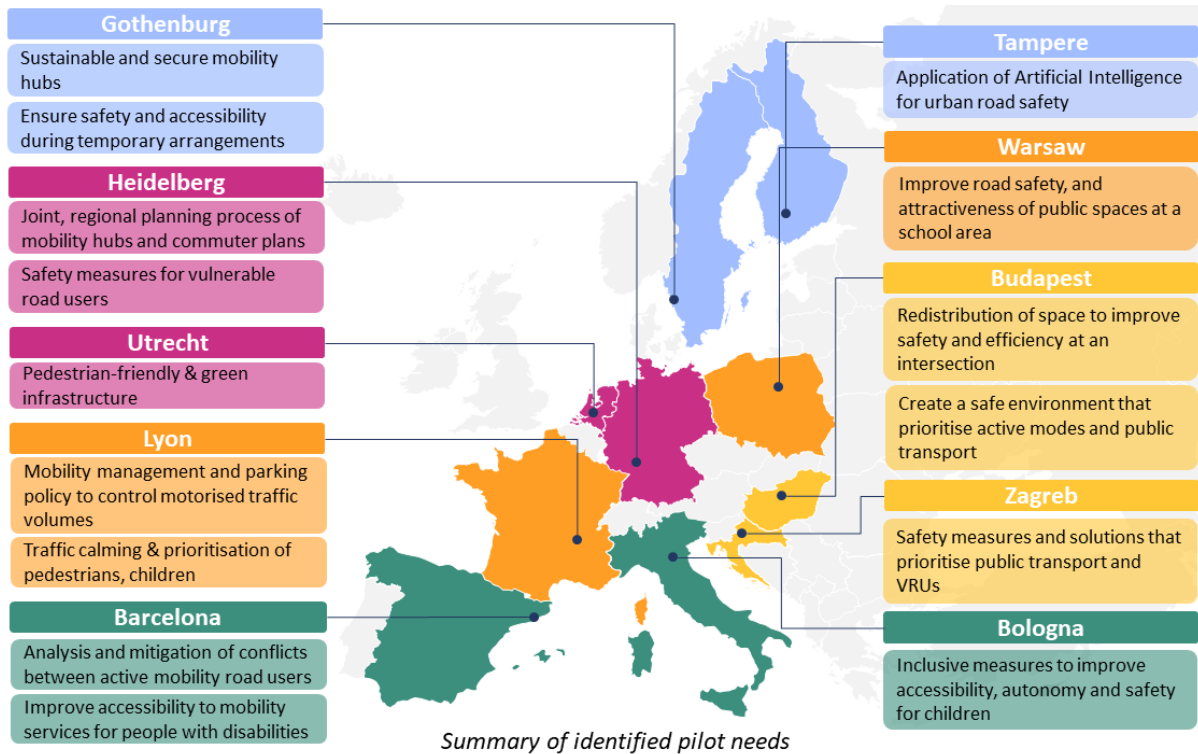 Gothenburg
Sustainable and secure mobility
hubs
Ensure safety and accessibility
during temporary arrangements
Heidelberg
Joint, regional planning process of
mobility hubs and commuter plans
Safety measures for vulnerable
road users
Utrecht
Pedestrian-friendly & green
infrastructure
Lyon
Mobility management and parking
policy to control motorised traffic
volumes
Traffic calming & prioritisation of
pedestrians, children
Barcelona
Analysis and mitigation of conflicts
between active mobility road users
Improve accessibility to mobility
services for people with disabilities
Tampere
Application of Artificial Intelligence
for urban road safety
Warsaw
Improve road safety, and
attractiveness of public spaces at a
school area
Budapest
Redistribution of space to improve
safety and efficiency at an
intersection
Create a safe environment that
prioritise active modes and public
transport
Zagreb
Safety measures and solutions that
prioritise public transport and
VRUs
Bologna
Inclusive measures to improve
accessibility, autonomy and safety
for children
Summary of identified pilot needs